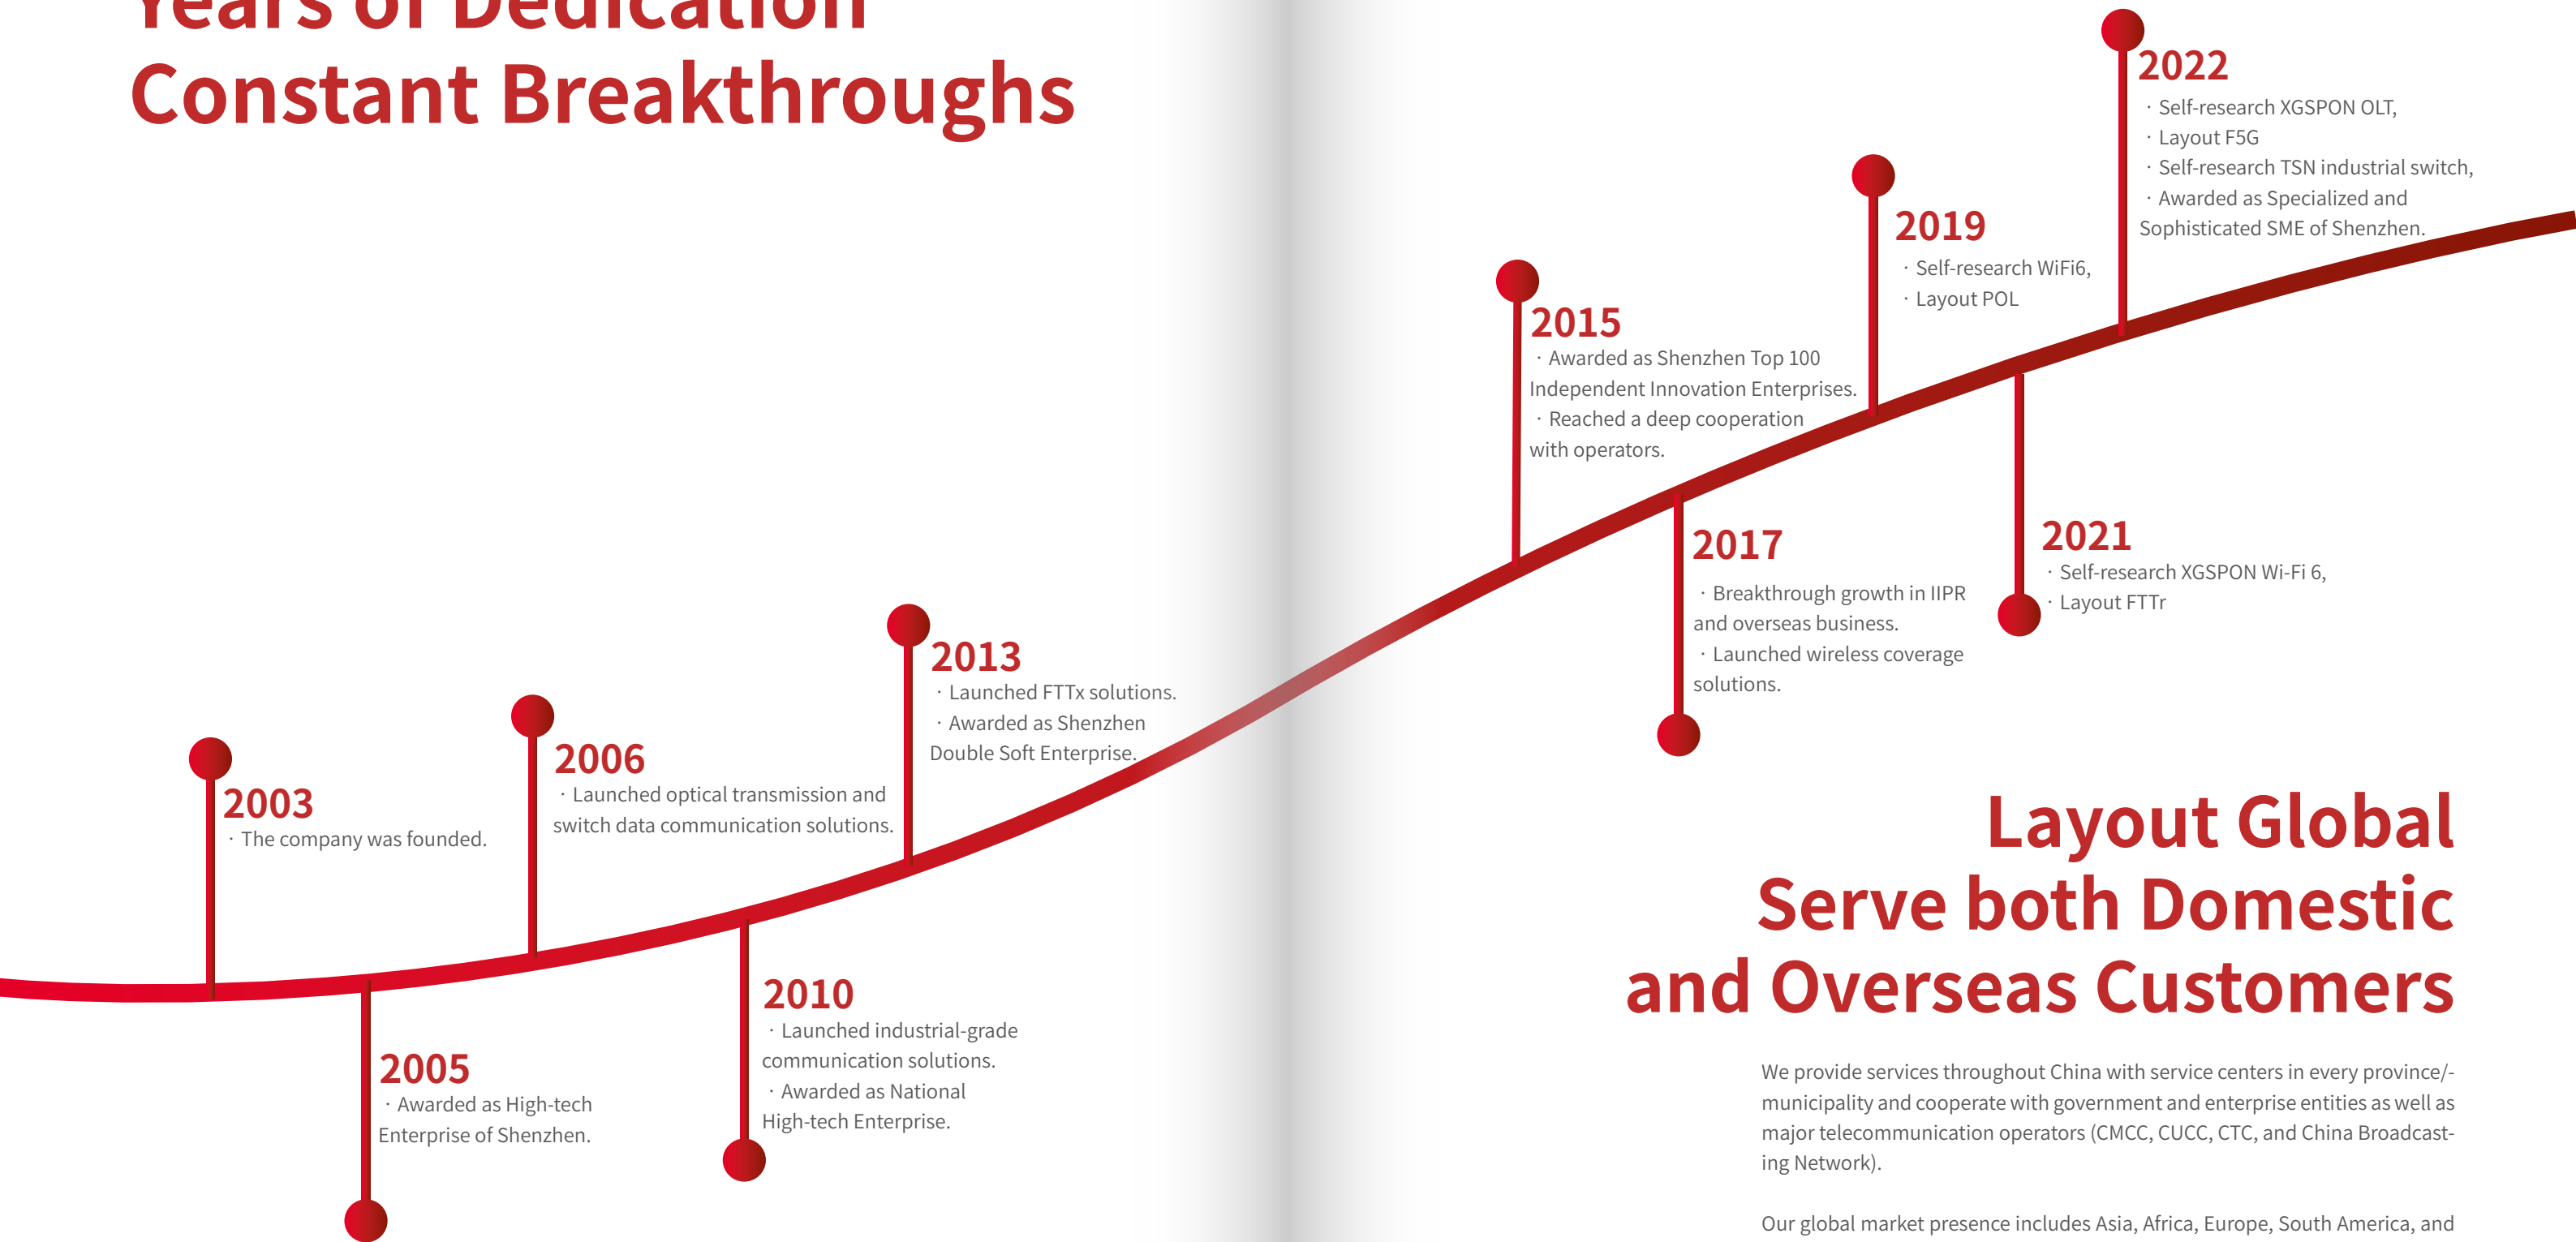 Years of Dedication
Constant Breakthroughs
2003
· The company was founded.
2005
· Awarded as High-tech
Enterprise of Shenzhen.
2006
· Launched optical transmission and
switch data communication solutions.
2010
· Launched industrial-grade
communication solutions.
· Awarded as National
High-tech Enterprise.
2013
· Launched FTTx solutions.
· Awarded as Shenzhen
Double Soft Enterprise.
2015
· Awarded as Shenzhen Top 100
Independent Innovation Enterprises.
· Reached a deep cooperation
with operators.
2017
· Breakthrough growth in IIPR
and overseas business.
· Launched wireless coverage
solutions.
2019
· Self-research WiFi6,
· Layout POL
2021
· Self-research XGSPON Wi-Fi 6,
· Layout FTTr
2022
· Self-research XGSPON OLT,
· Layout F5G
· Self-research TSN industrial switch,
· Awarded as Specialized and
Sophisticated SME of Shenzhen.
Layout Global
Serve both Domestic
and Overseas Customers
We provide services throughout China with service centers in every province/-
municipality and cooperate with government and enterprise entities as well as
major telecommunication operators (CMCC, CUCC, CTC, and China Broadcast-
ing Network).
Our global market presence includes Asia, Africa, Europe, South America, and